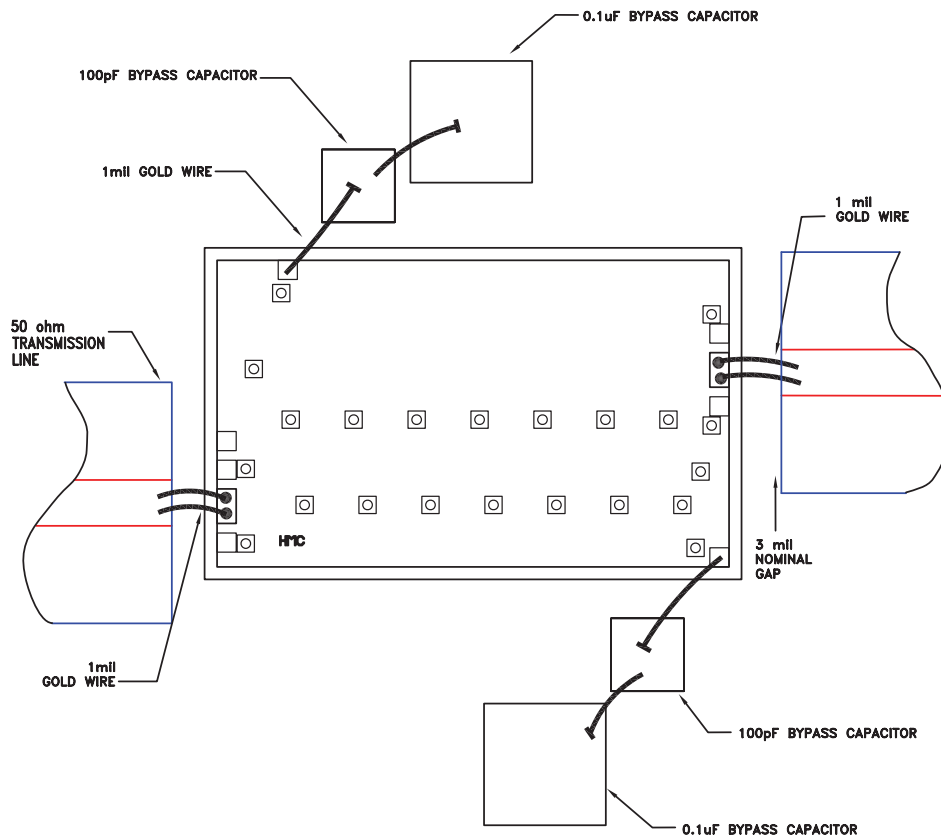 0.1uF BYPASS CAPACITOR
100pF BYPASS CAPACITOR
1mil GOLD WIRE
1 mil
GOLD WIRE
50 ohm
TRANSMISSION
LINE
HMC
3 mil
NOMINAL
GAP
1mil
GOLD WIRE
100pF BYPASS CAPACITOR
0.1uF BYPASS CAPACITOR